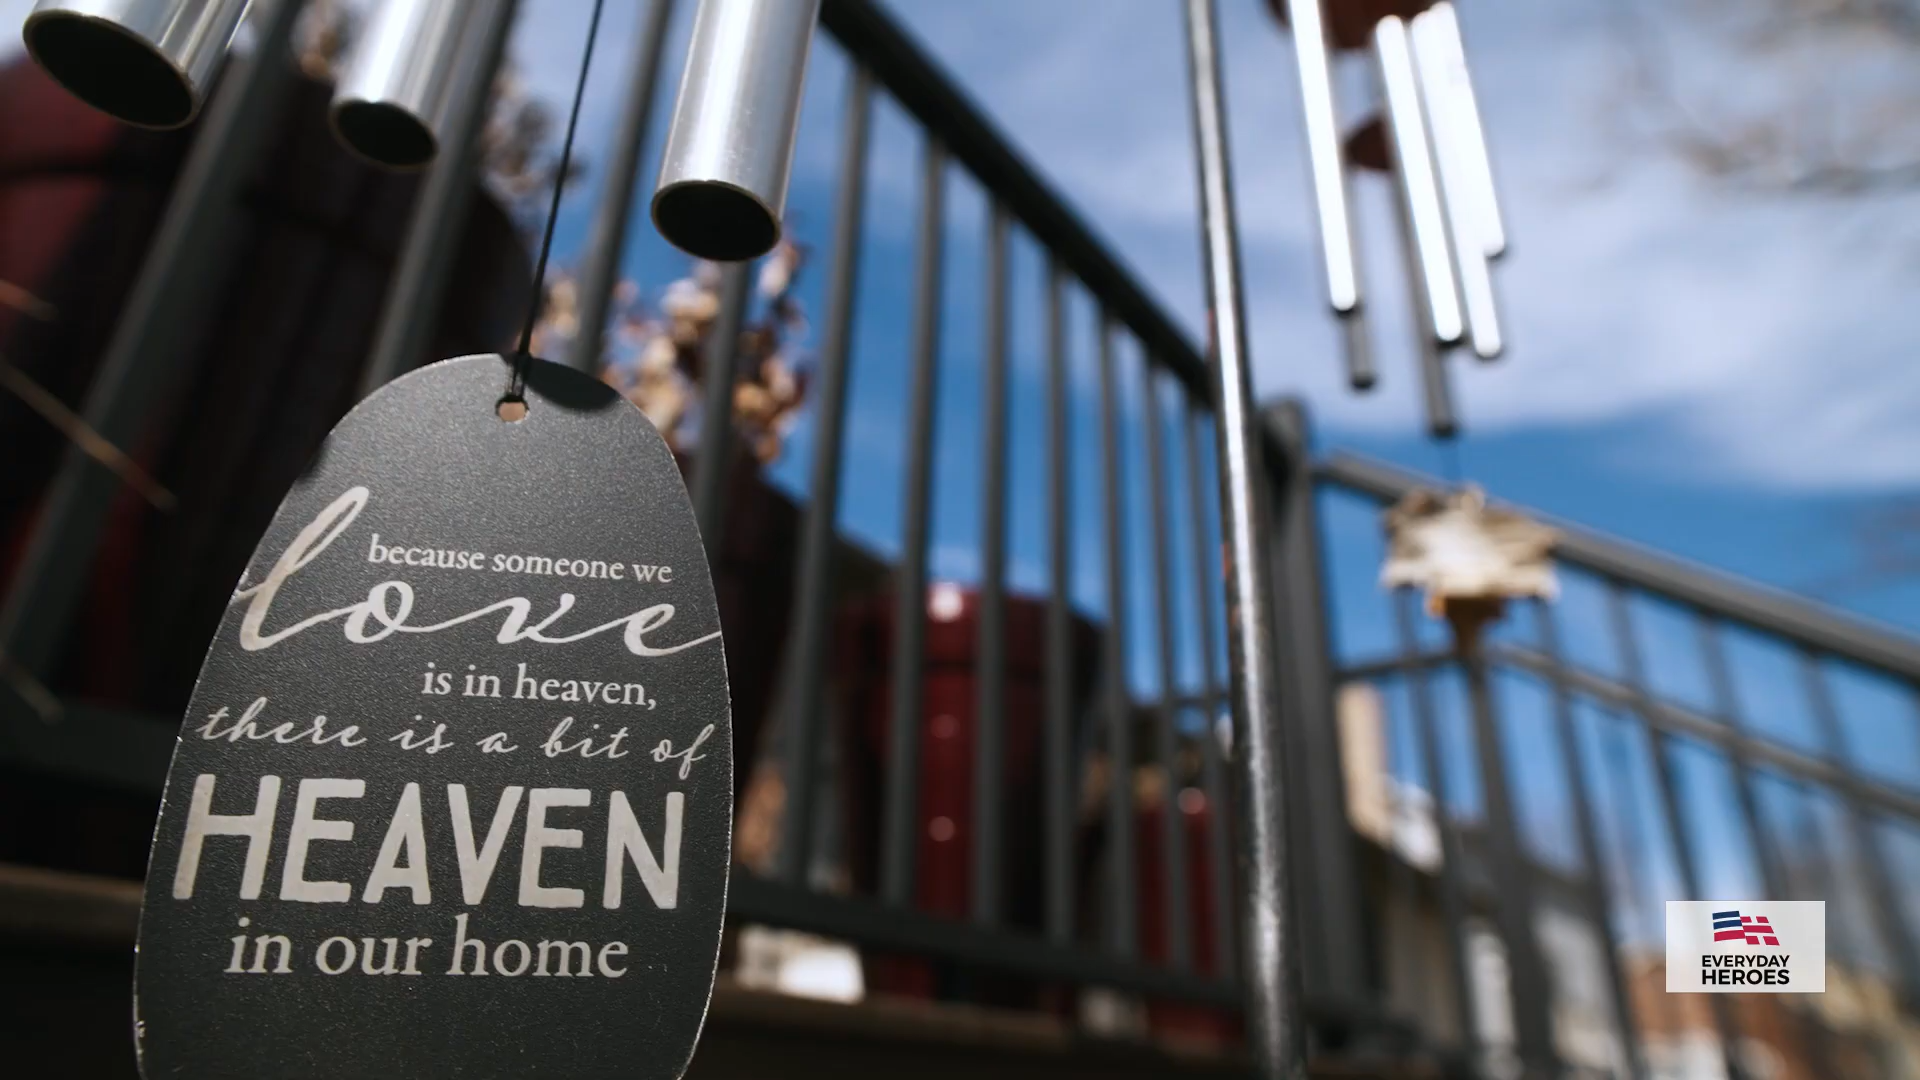 because someone we
love
is in heaven,
there is a bit of
HEAVEN
in our home
EVERYDAY
HEROES